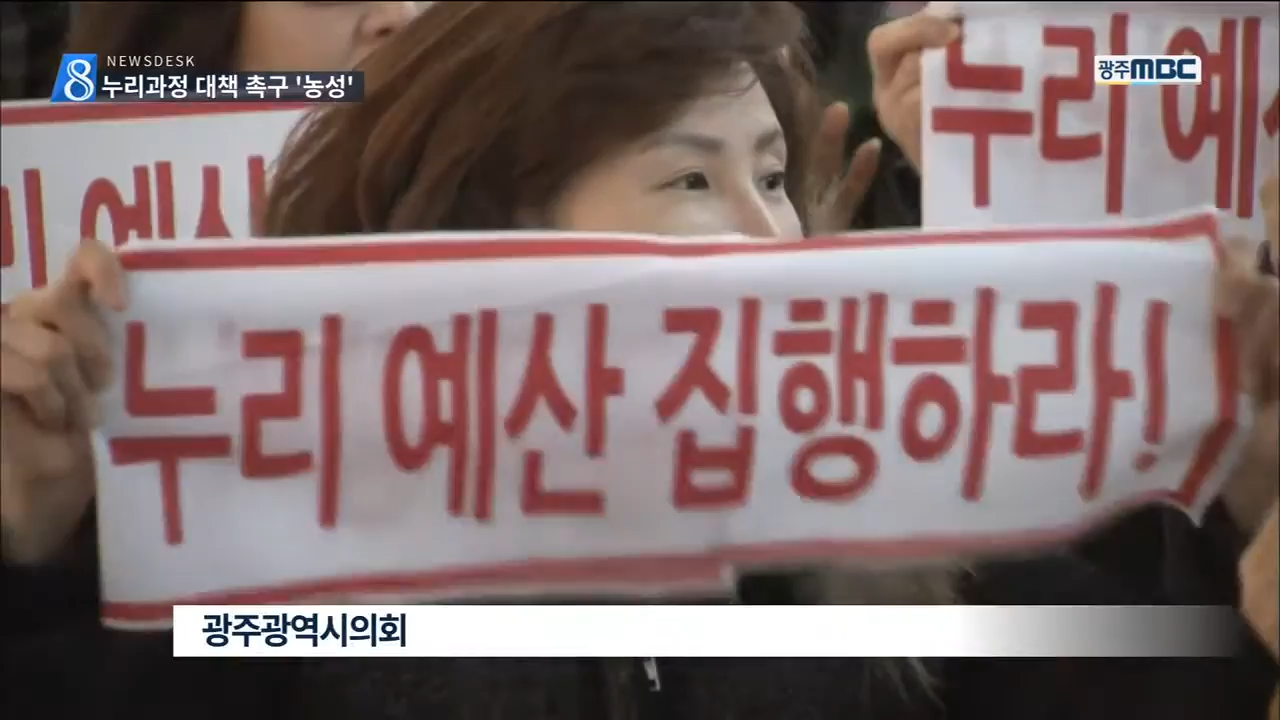 8 NEWSDESK
누리과정 대책 촉구 '농성'
광주MBC
리 예산
누리 예
누리 예산 집행하라!
광주광역시의회